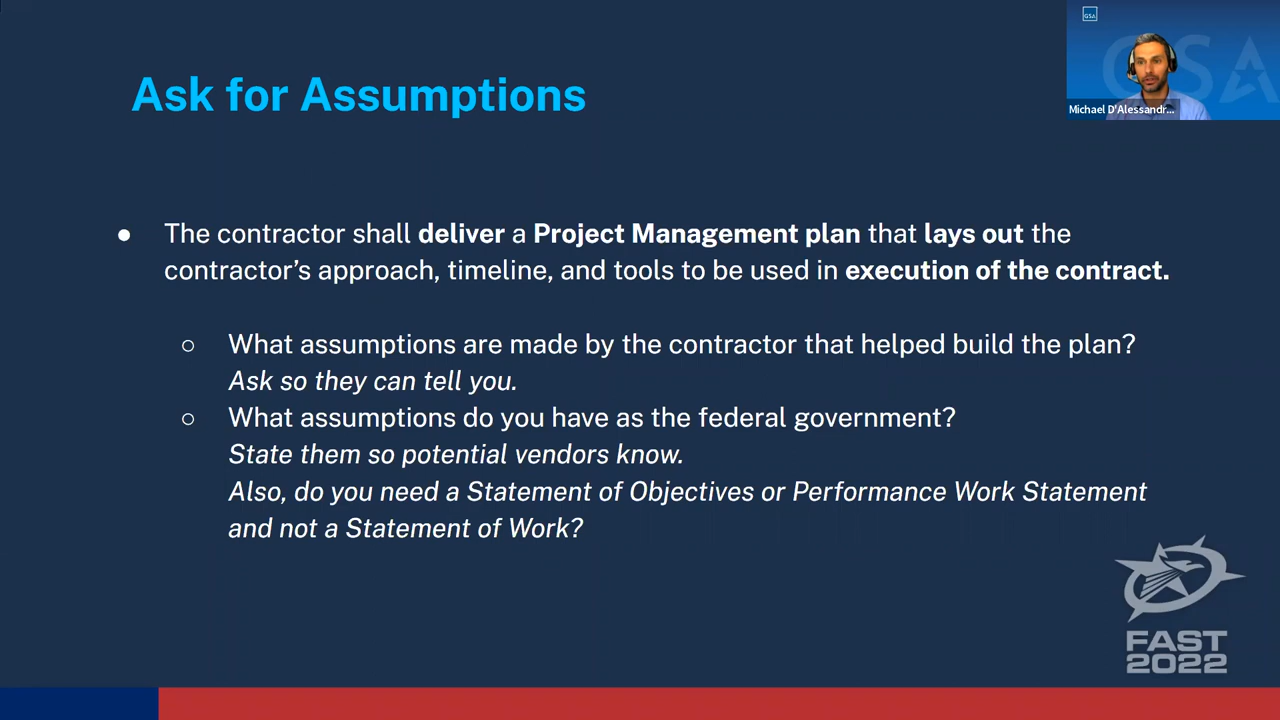 GSA
GSA
Michael D'Alessandr...
Ask for Assumptions
● The contractor shall deliver a Project Management plan that lays out the
contractor’s approach, timeline, and tools to be used in execution of the contract.
○ What assumptions are made by the contractor that helped build the plan?
Ask so they can tell you.
○ What assumptions do you have as the federal government?
State them so potential vendors know.
Also, do you need a Statement of Objectives or Performance Work Statement
and not a Statement of Work?
FAST
2022